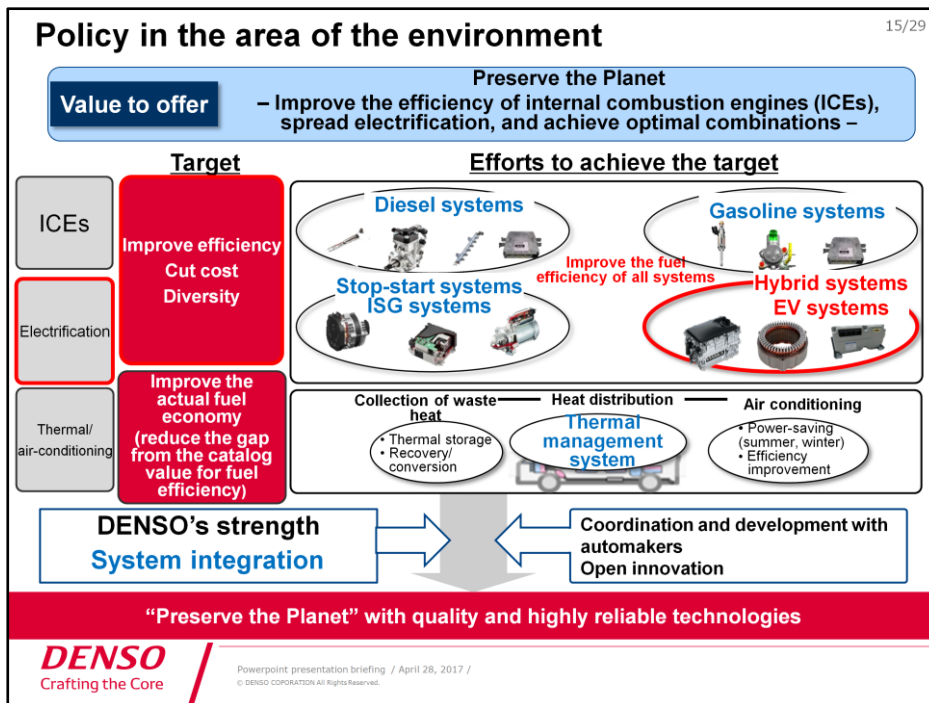 Policy in the area of the environment
15/29
Value to offer
Preserve the Planet
– Improve the efficiency of internal combustion engines (ICEs),
spread electrification, and achieve optimal combinations –
Target
Efforts to achieve the target
ICEs
Electrification
Thermal/
air-conditioning
Improve efficiency
Cut cost
Diversity
Improve the
actual fuel
economy
(reduce the gap
from the catalog
value for fuel
efficiency)
Diesel systems
Gasoline systems
Improve the fuel
efficiency of all systems
Stop-start systems
ISG systems
Hybrid systems
EV systems
Collection of waste
heat
• Thermal storage
• Recovery/
conversion
Heat distribution
Thermal
management
system
Air conditioning
• Power-saving
(summer, winter)
• Efficiency
improvement
DENSO's strength
System integration
Coordination and development with
automakers
Open innovation
“Preserve the Planet” with quality and highly reliable technologies
DENSO
Crafting the Core
Powerpoint presentation briefing / April 28, 2017 /
© DENSO COPORATION All Rights Reserved.